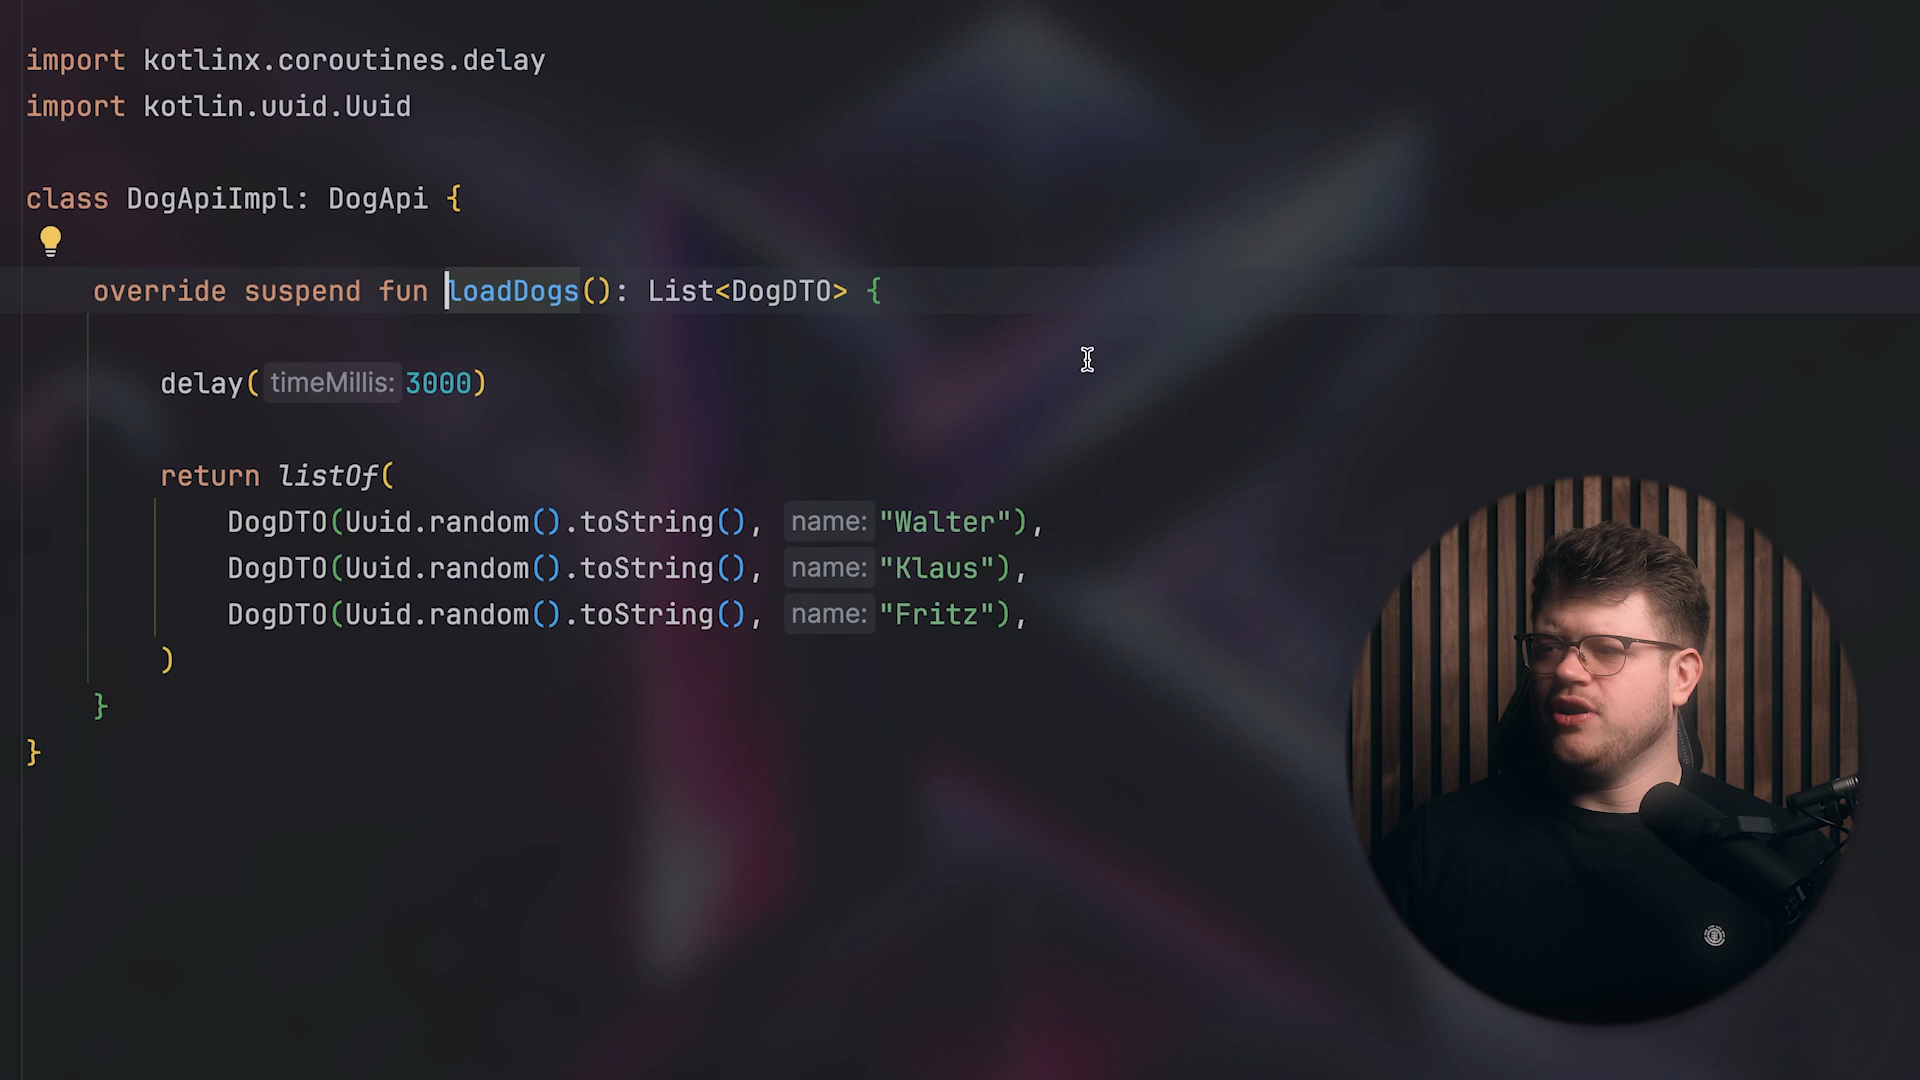 import kotlinx.coroutines.delay
import kotlin.uuid.Uuid
class DogApiImpl: DogApi {
override suspend fun loadDogs(): List<DogDTO> {
delay( timeMillis: 3000)
return listOf(
DogDTO(Uuid.random().toString(), name: "Walter"),
DogDTO(Uuid.random().toString(), name: "Klaus"),
DogDTO(Uuid.random().toString(), name: "Fritz"),
)
}
}